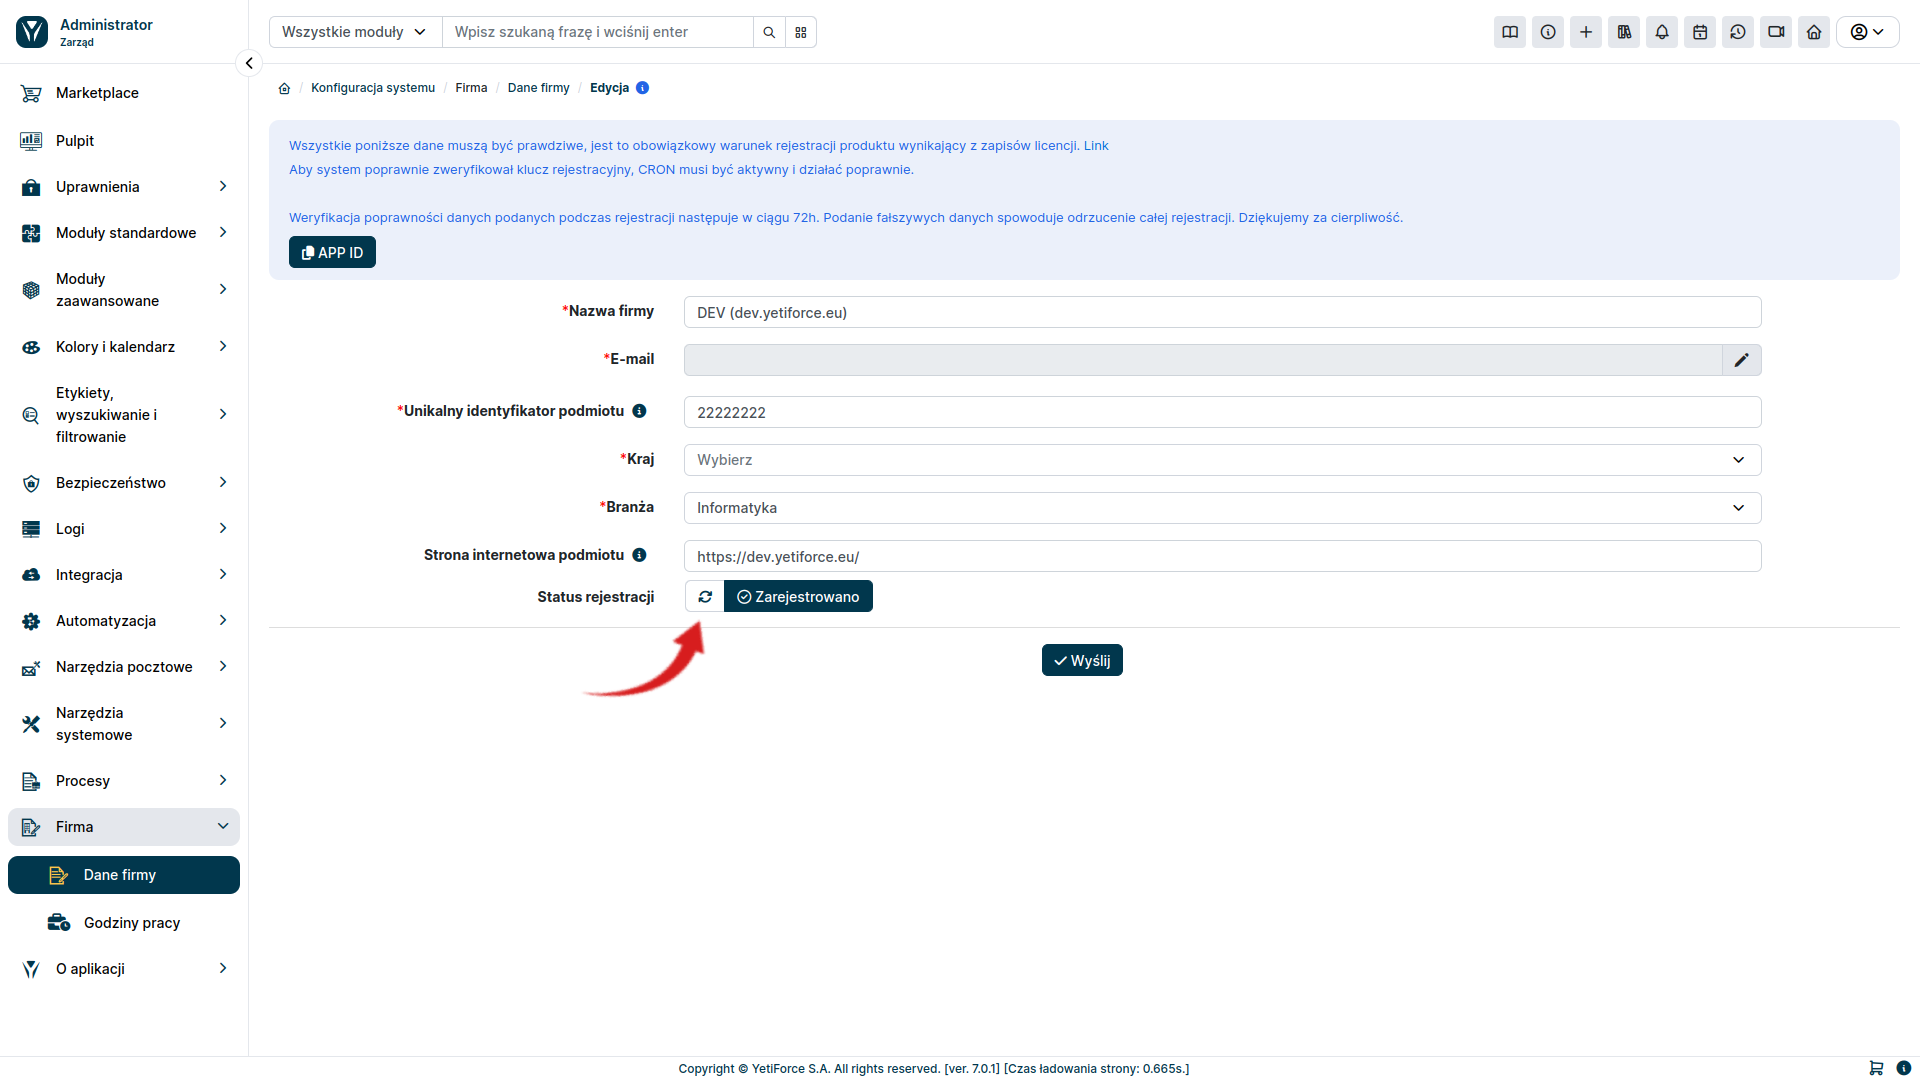 Administrator
Zarząd
Wszystkie moduły
Wpisz szukaną frazę i wciśnij enter
Marketplace
Pulpit
Uprawnienia
Moduły standardowe
Moduły
zaawansowane
Kolory i kalendarz
Etykiety,
wyszukiwanie i
filtrowanie
Bezpieczeństwo
Logi
Integracja
Automatyzacja
Narzędzia pocztowe
Narzędzia
systemowe
Procesy
Firma
Dane firmy
Godziny pracy
O aplikacji
/ Konfiguracja systemu / Firma / Dane firmy / Edycja
Wszystkie poniższe dane muszą być prawdziwe, jest to obowiązkowy warunek rejestracji produktu wynikający z zapisów licencji. Link
Aby system poprawnie zweryfikował klucz rejestracyjny, CRON musi być aktywny i działać poprawnie.
Weryfikacja poprawności danych podanych podczas rejestracji następuje w ciągu 72h. Podanie fałszywych danych spowoduje odrzucenie całej rejestracji. Dziękujemy za cierpliwość.
APP ID
*Nazwa firmy
DEV (dev.yetiforce.eu)
*E-mail
*Unikalny identyfikator podmiotu
22222222
*Kraj
Wybierz
*Branża
Informatyka
Strona internetowa podmiotu
https://dev.yetiforce.eu/
Status rejestracji
Zarejestrowano
Wyślij
Copyright © YetiForce S.A. All rights reserved. [ver. 7.0.1] [Czas ładowania strony: 0.665s.]